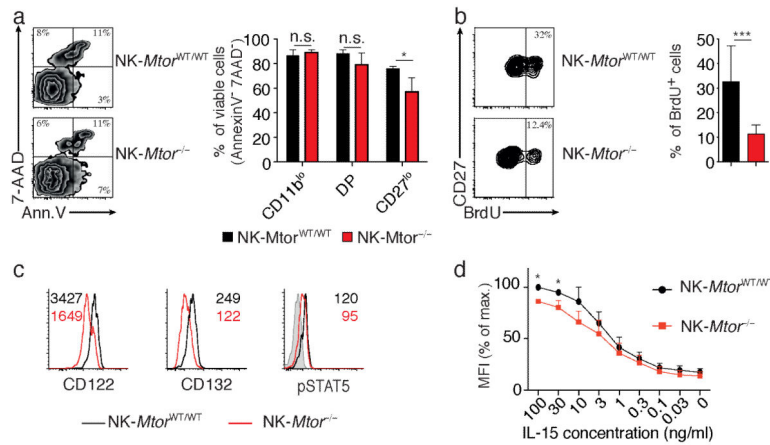 a
8%
11%
3%
NK-Mtor^WT/WT
6%
11%
7%
NK-Mtor^-/-
7-AAD
Ann.V
% of viable cells
(AnnexinV⁻ 7AAD⁻)
100
80
60
40
20
0
n.s.
n.s.
*
CD11b^lo
DP
CD27^lo
NK-Mtor^WT/WT
NK-Mtor^-/-
b
32%
NK-Mtor^WT/WT
12.4%
NK-Mtor^-/-
CD27
BrdU
% of BrdU⁺ cells
50
40
30
20
10
0
***
c
3427
1649
CD122
249
122
CD132
120
95
pSTAT5
NK-Mtor^WT/WT
NK-Mtor^-/-
d
MFI (% of max.)
100
50
0
*
*
NK-Mtor^WT/WT
NK-Mtor^-/-
100
30
10
3
1
0.3
0.1
0.03
0
IL-15 concentration (ng/ml)